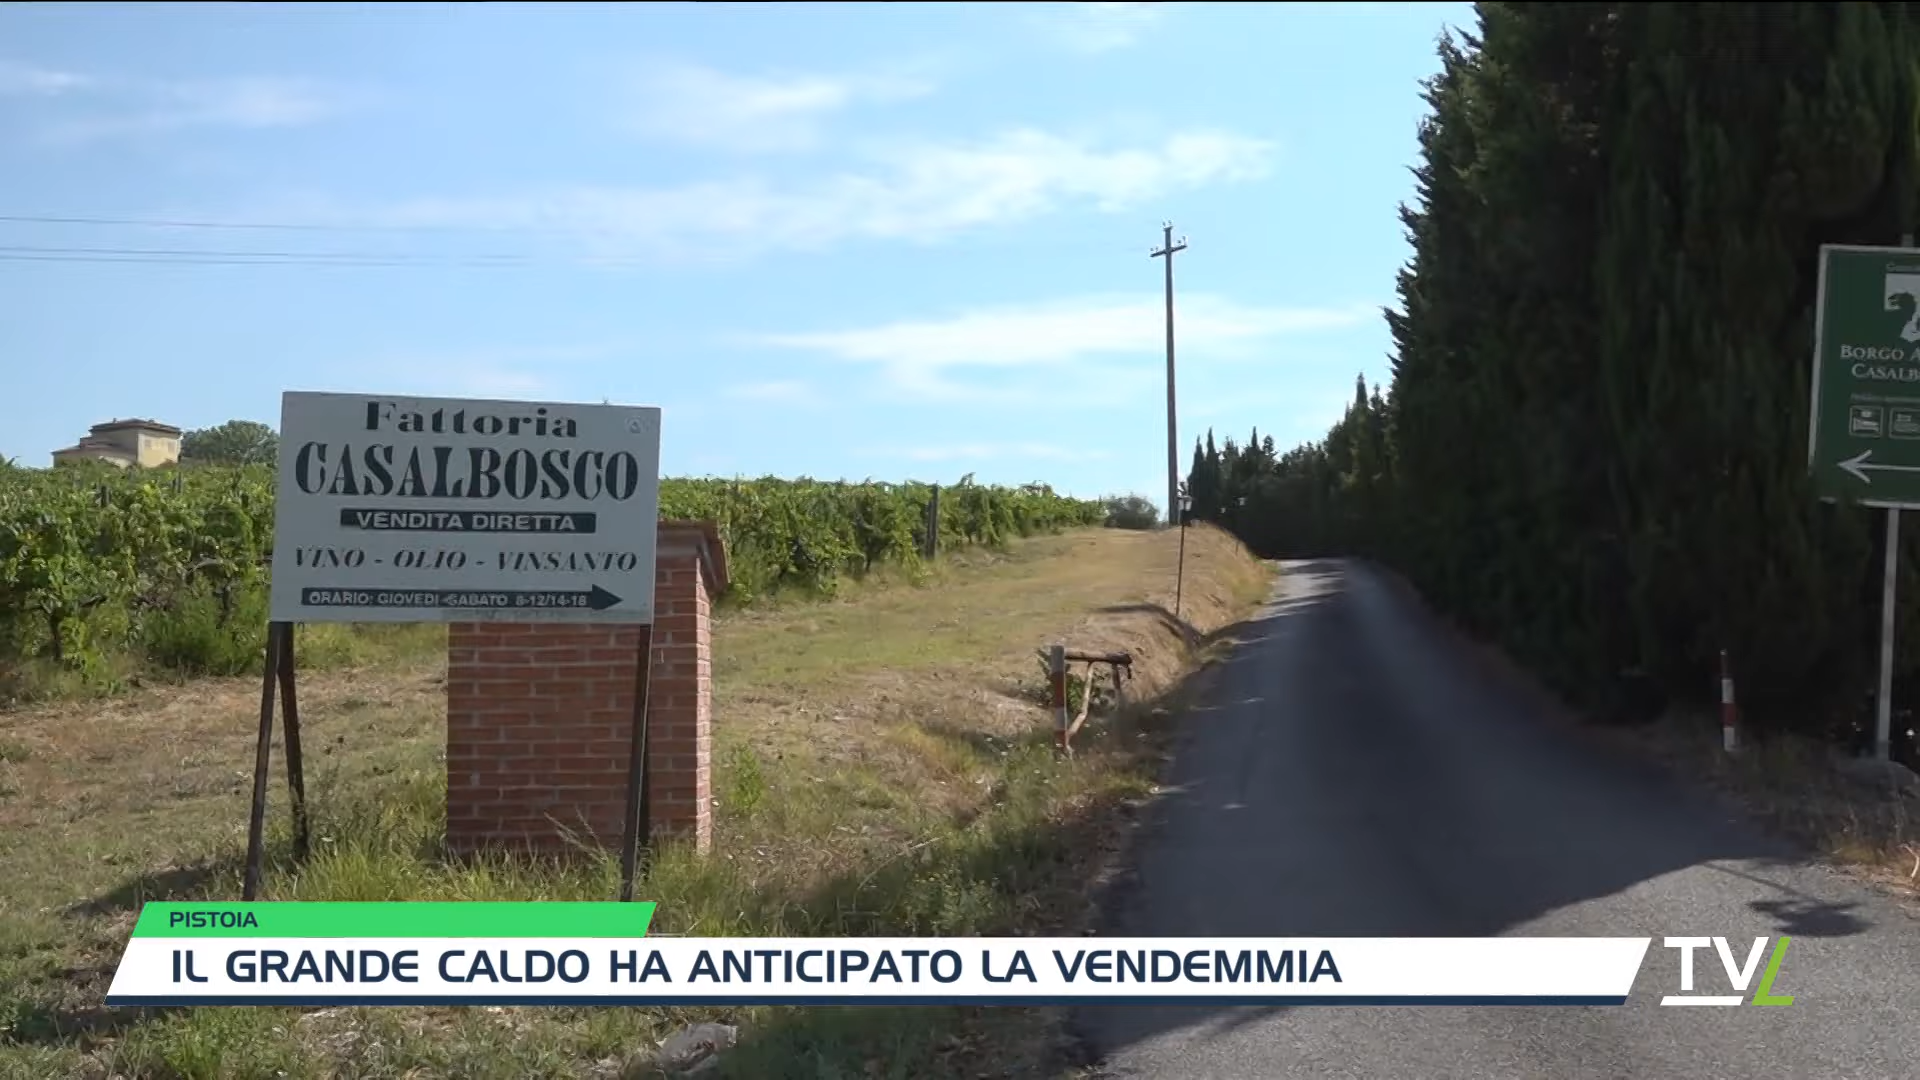 Fattoria
CASALBOSCO
VENDITA DIRETTA
VINO - OLIO - VINSANTO
ORARIO: GIOVEDI-SABATO 8-12/14-18
BORGO
PISTOIA
IL GRANDE CALDO HA ANTICIPATO LA VENDEMMIA
TVL